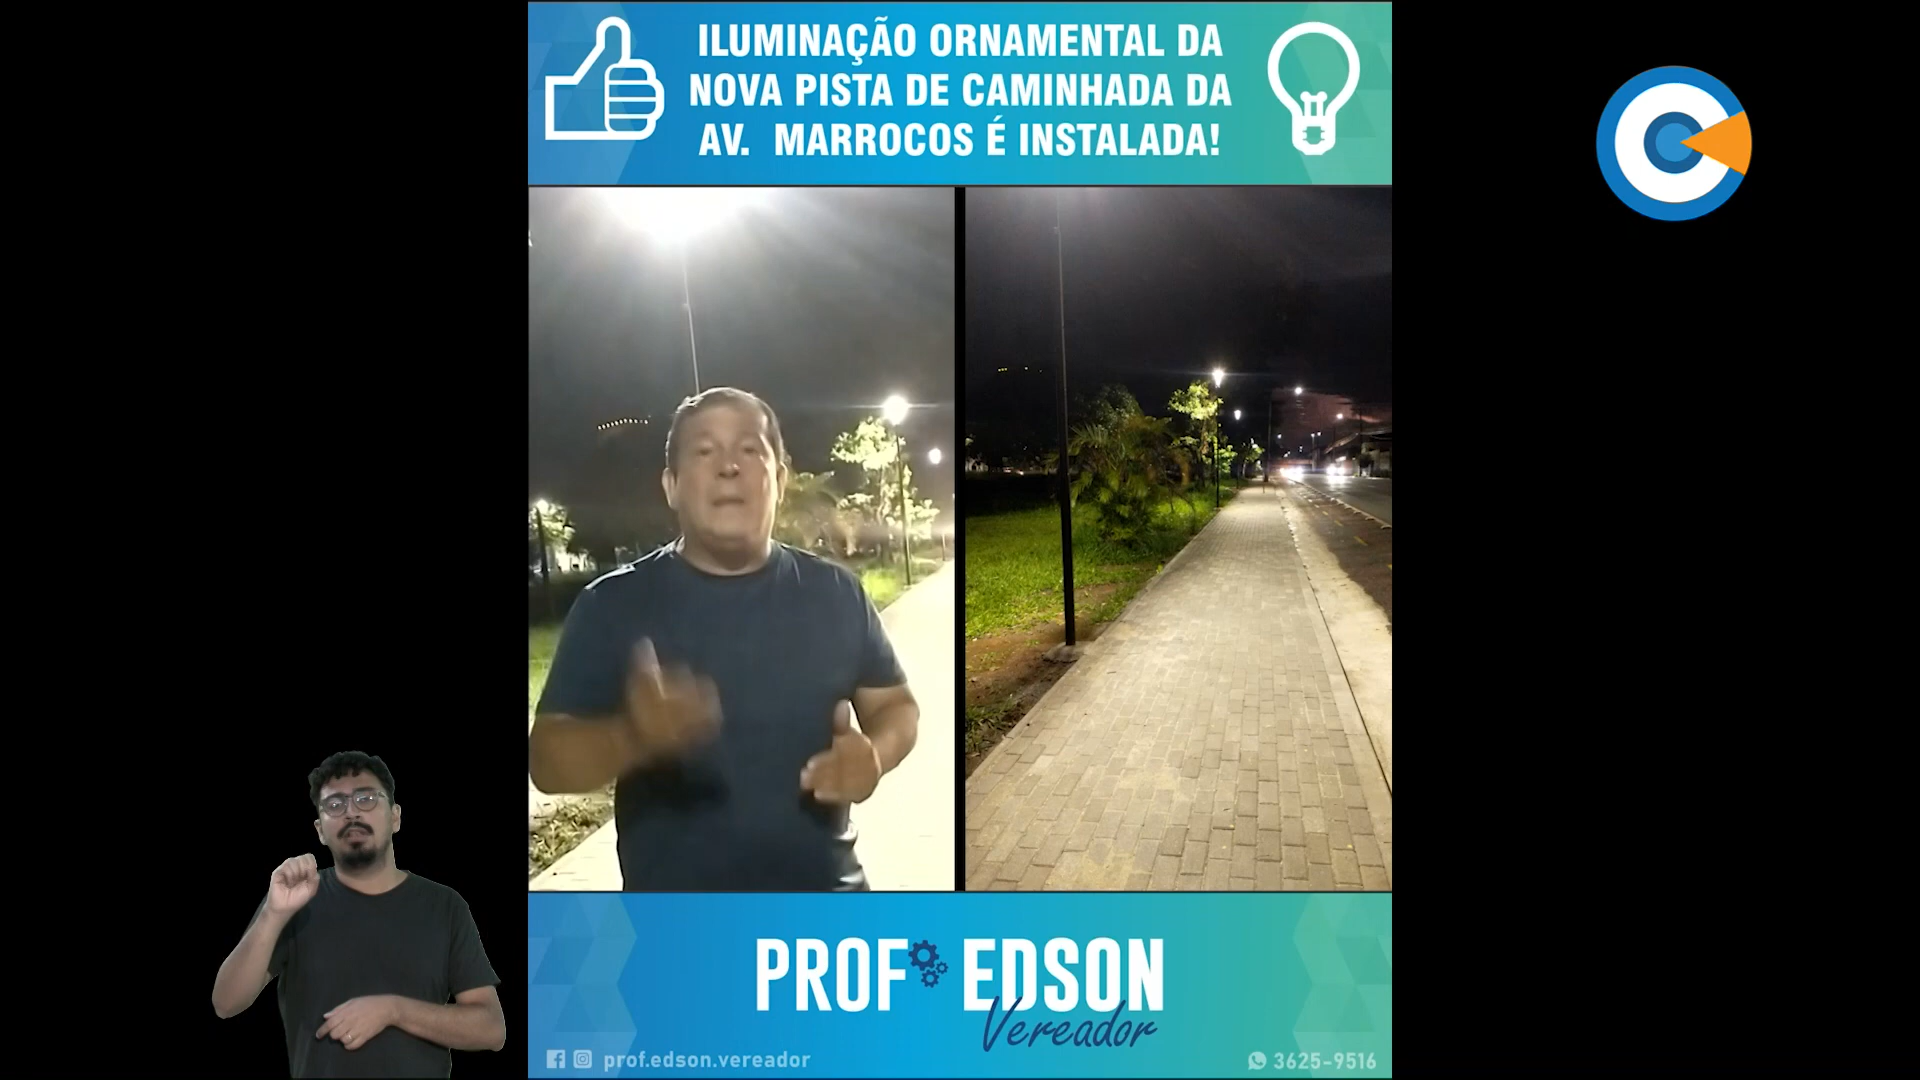 ILUMINAÇÃO ORNAMENTAL DA
NOVA PISTA DE CAMINHADA DA
AV. MARROCOS É INSTALADA!
PROF EDSON
Vereador
prof.edson.vereador
3625-9516